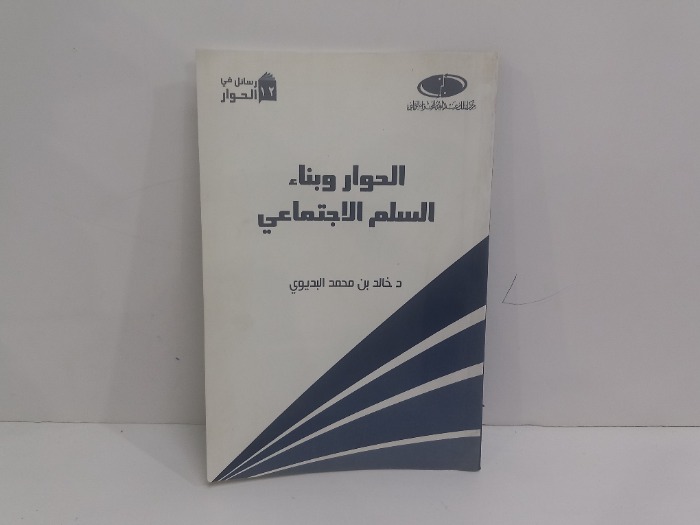 رسائل في
الحوار
١٢
الحوار وبناء
السلم الاجتماعي
د. خالد بن محمد البديوي